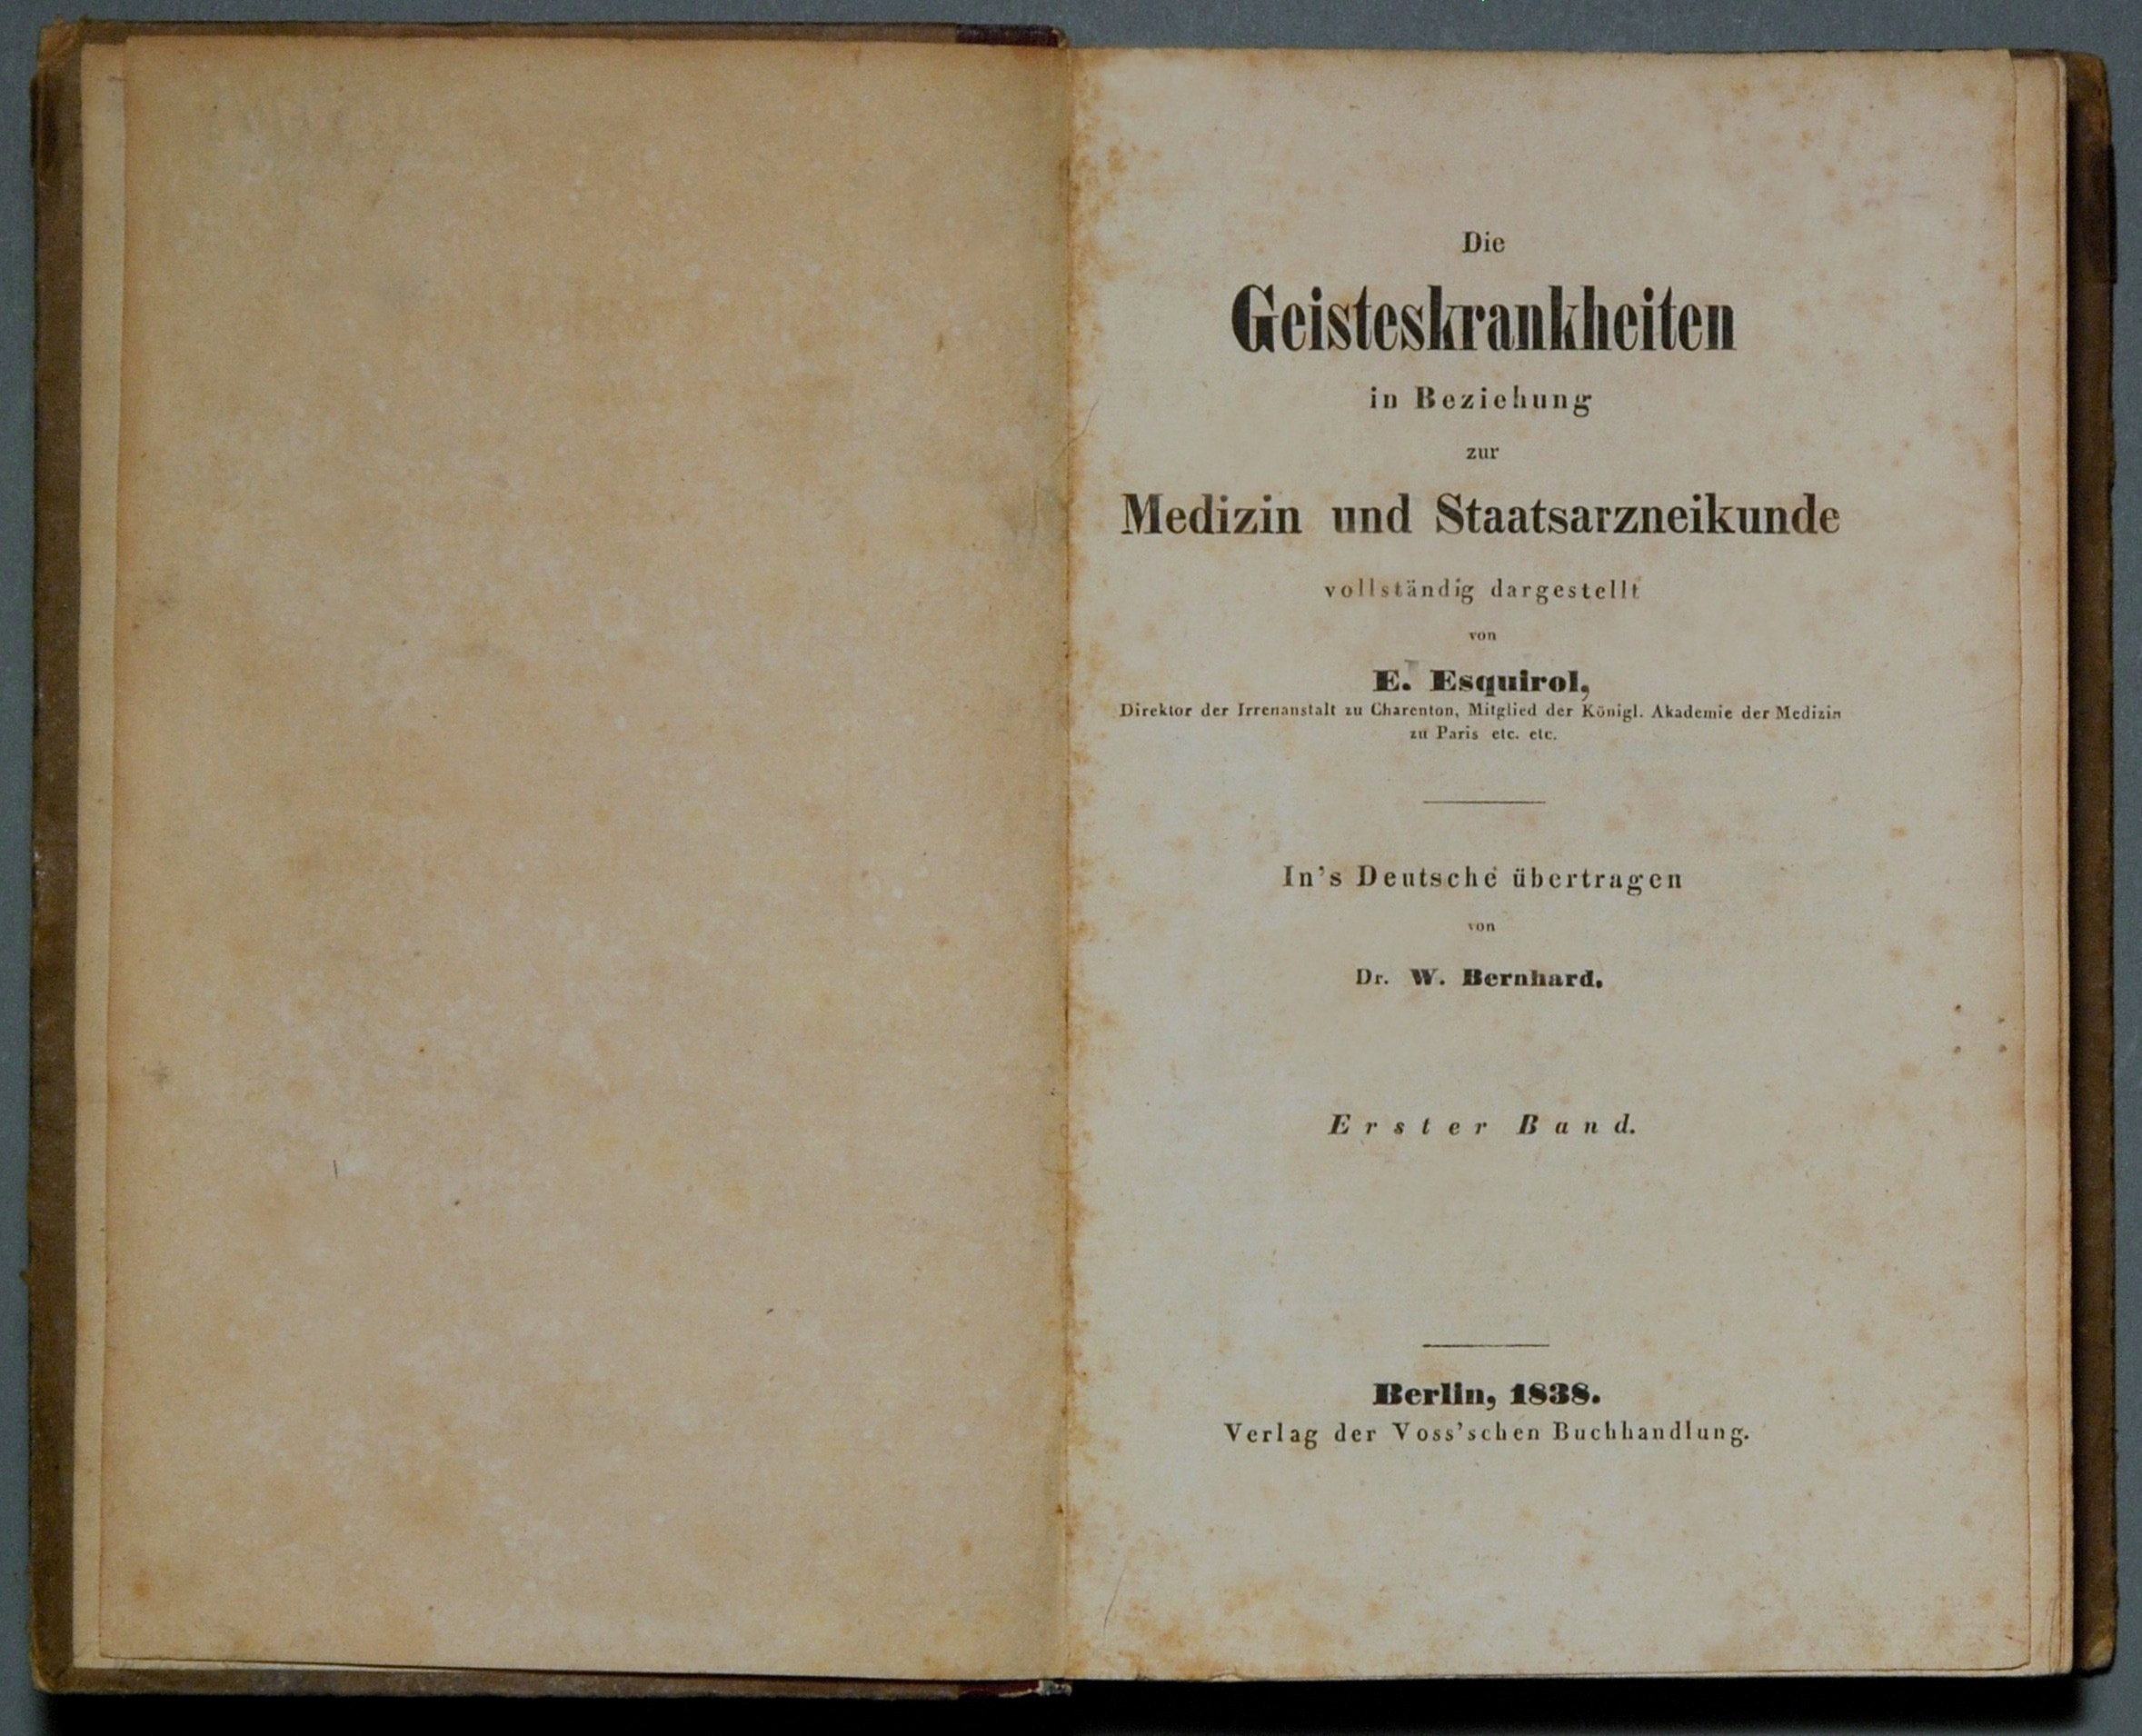 Die
Geisteskrankheiten
in Beziehung
zur
Medizin und Staatsarzneikunde
vollständig dargestellt
von
E. Esquirol,
Direktor der Irrenanstalt zu Charenton, Mitglied der Königl. Akademie der Medizin
zu Paris etc. etc.
In's Deutsche übertragen
von
Dr. W. Bernhard.
Erster Band.
Berlin, 1838.
Verlag der Voss'schen Buchhandlung.